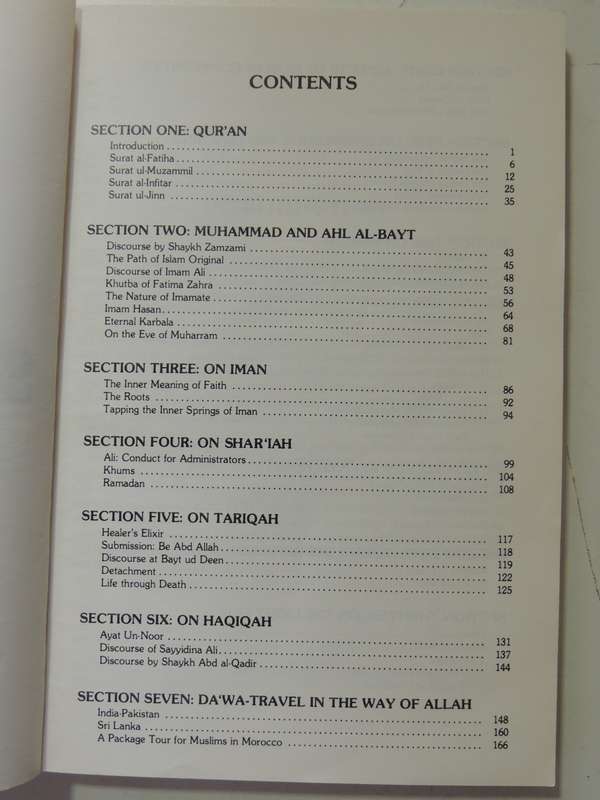 CONTENTS
SECTION ONE: QUR'AN
Introduction ........ 1
Surat al-Fatiha ........ 6
Surat ul-Muzammil ........ 12
Surat al-Infitar ........ 25
Surat ul-Jinn ........ 35
SECTION TWO: MUHAMMAD AND AHL AL-BAYT
Discourse by Shaykh Zamzami ........ 43
The Path of Islam Original ........ 45
Discourse of Imam Ali ........ 48
Khutba of Fatima Zahra ........ 53
The Nature of Imamate ........ 56
Imam Hasan ........ 64
Eternal Karbala ........ 68
On the Eve of Muharram ........ 81
SECTION THREE: ON IMAN
The Inner Meaning of Faith ........ 86
The Roots ........ 92
Tapping the Inner Springs of Iman ........ 94
SECTION FOUR: ON SHAR'IAH
Ali: Conduct for Administrators ........ 99
Khums ........ 104
Ramadan ........ 108
SECTION FIVE: ON TARIQAH
Healer's Elixir ........ 117
Submission: Be Abd Allah ........ 118
Discourse at Bayt ud Deen ........ 119
Detachment ........ 122
Life through Death ........ 125
SECTION SIX: ON HAQIQAH
Ayat Un-Noor ........ 131
Discourse of Sayyidina Ali ........ 137
Discourse by Shaykh Abd al-Qadir ........ 144
SECTION SEVEN: DA'WA-TRAVEL IN THE WAY OF ALLAH
India-Pakistan ........ 148
Sri Lanka ........ 160
A Package Tour for Muslims in Morocco ........ 166